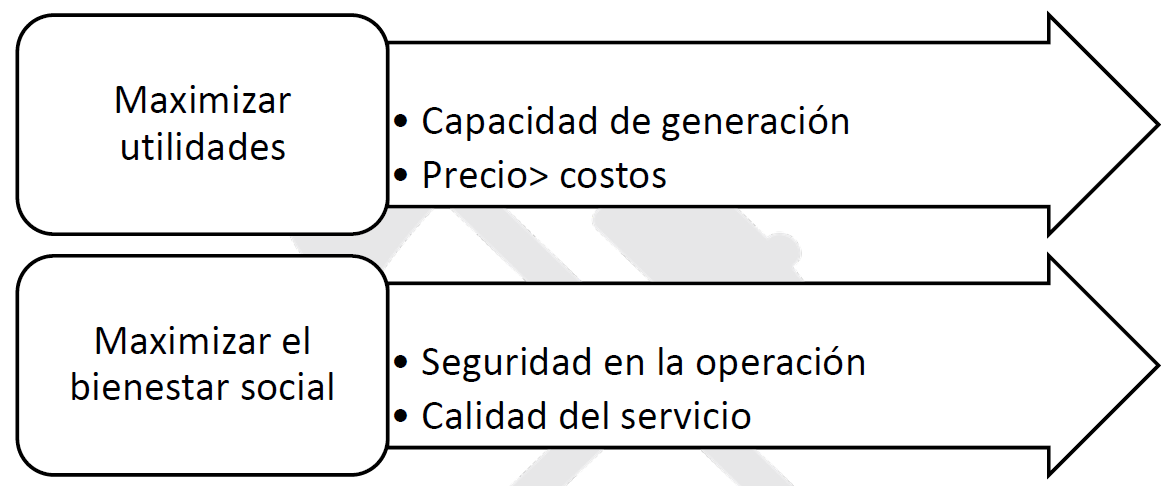 Maximizar
utilidades
• Capacidad de generación
• Precio> costos
Maximizar el
bienestar social
• Seguridad en la operación
• Calidad del servicio